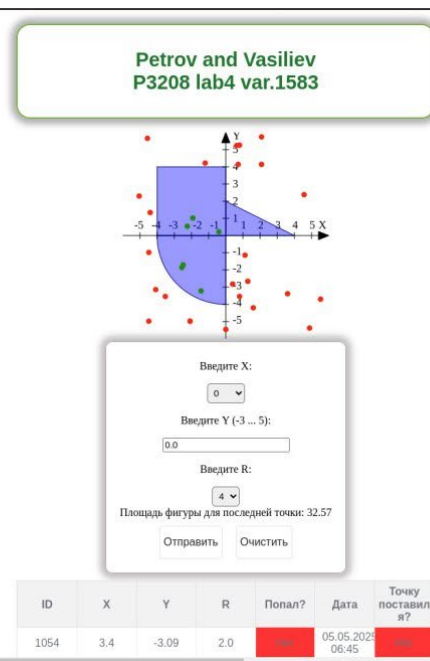 Petrov and Vasiliev
P3208 lab4 var.1583
Y
5
4
3
2
1
-5 -4 -3 -2 -1 1 2 3 4 5 X
-1
-2
-3
-4
-5
Введите X:
0
Введите Y (-3 ... 5):
0.0
Введите R:
4
Площадь фигуры для последней точки: 32.57
Отправить Очистить
ID X Y R Попал? Дата Точку
поставил
я?
1054 3.4 -3.09 2.0 05.05.2025
06:45